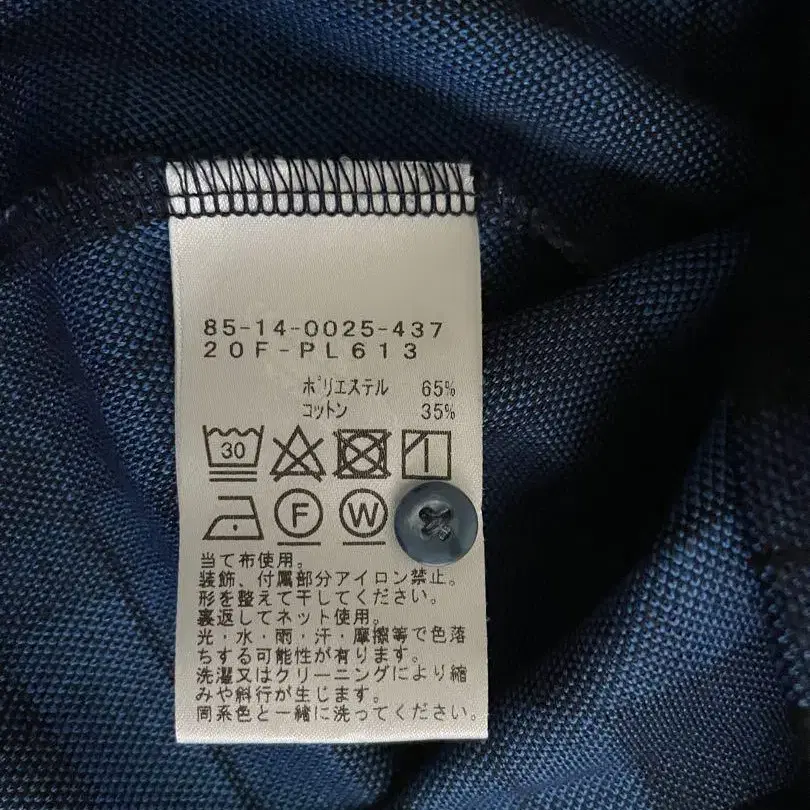 85-14-0025-437
20F-PL613
ﾎﾟﾘｴｽﾃﾙ 65%
ｺｯﾄﾝ 35%
30
F W
当て布使用。
装飾、付属部分アイロン禁止。
形を整えて干してください。
裏返してネット使用。
光・水・雨・汗・摩擦等で色落
ちする可能性が有ります。
洗濯又はクリーニングにより縮
みや斜行が生じます。
同系色と一緒に洗ってください。